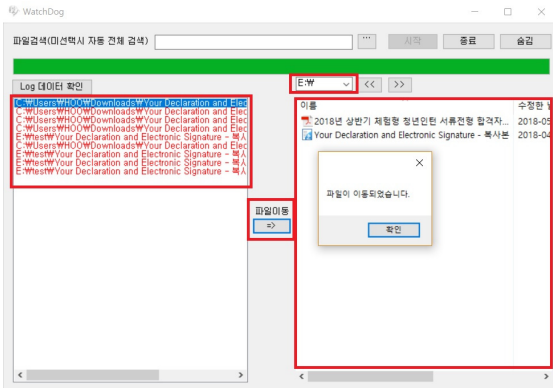 WatchDog
파일검색(미선택시 자동 전체 검색)
...
시작
종료
숨김
Log 데이터 확인
E:₩
<<
>>
C:₩Users₩HOO₩Downloads₩Your Declaration and Elec
C:₩Users₩HOO₩Downloads₩Your Declaration and Elec
C:₩Users₩HOO₩Downloads₩Your Declaration and Elec
C:₩Users₩HOO₩Downloads₩Your Declaration and Elec
E:₩test₩Your Declaration and Electronic Signature - 복사
C:₩Users₩HOO₩Downloads₩Your Declaration and Elec
E:₩test₩Your Declaration and Electronic Signature - 복사
E:₩test₩Your Declaration and Electronic Signature - 복사
E:₩test₩Your Declaration and Electronic Signature - 복사
파일이동
=>
이름
수정한
2018년 상반기 체험형 청년인턴 서류전형 합격자...
2018-05
Your Declaration and Electronic Signature - 복사본
2018-04
파일이 이동되었습니다.
확인